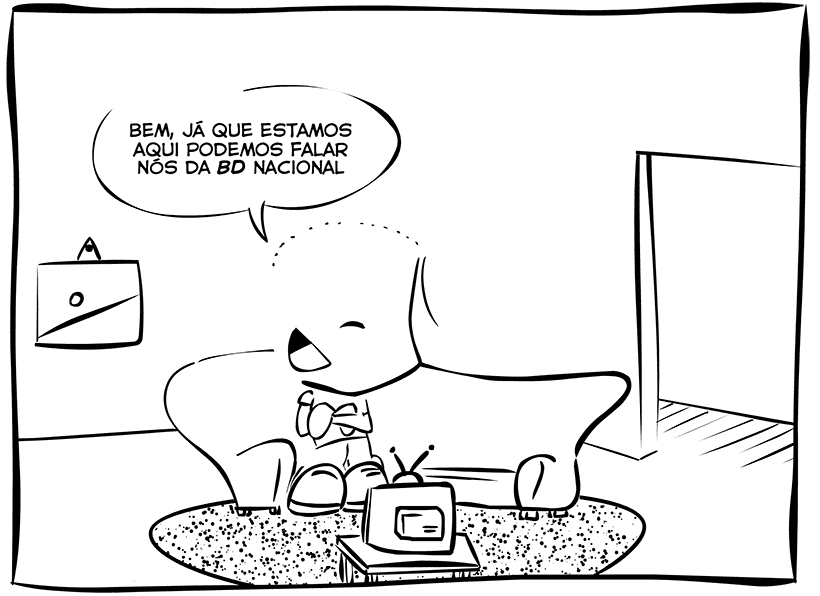 BEM, JÁ QUE ESTAMOS
AQUI PODEMOS FALAR
NÓS DA BD NACIONAL